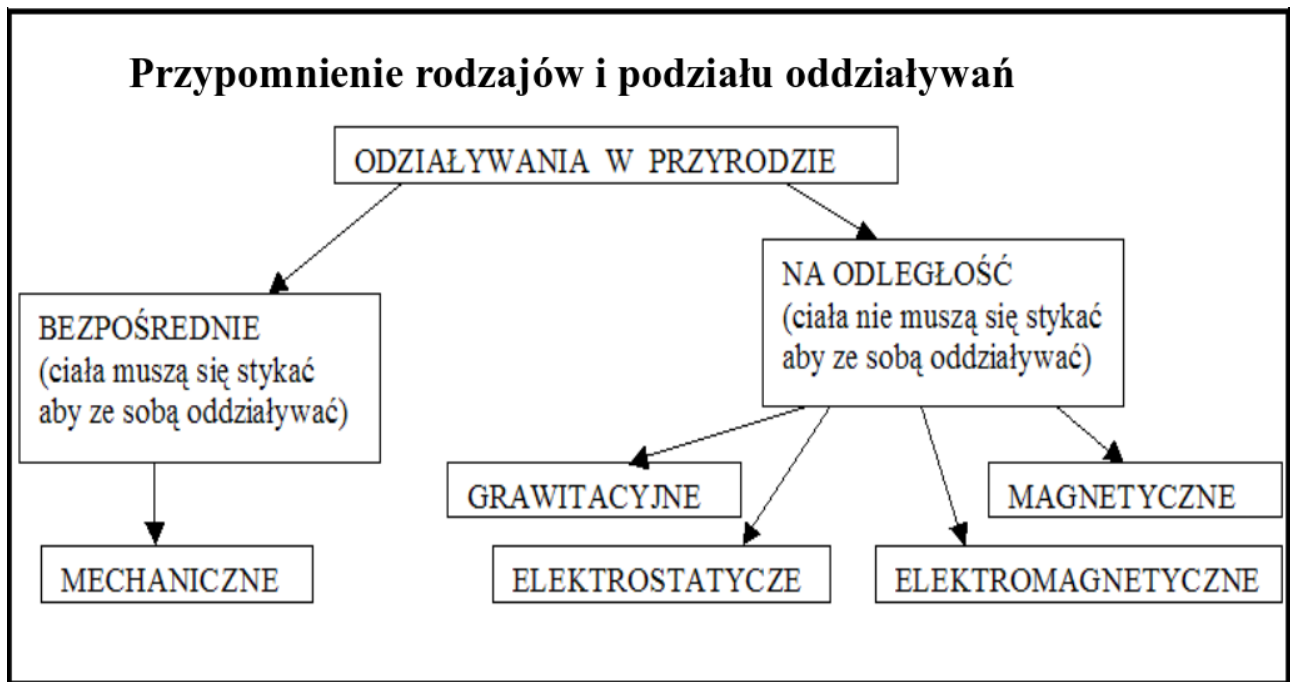 Przypomnienie rodzajów i podziału oddziaływań
ODZIAŁYWANIA W PRZYRODZIE
BEZPOŚREDNIE
(ciała muszą się stykać
aby ze sobą oddziaływać)
NA ODLEGŁOŚĆ
(ciała nie muszą się stykać
aby ze sobą oddziaływać)
GRAWITACYJNE
MAGNETYCZNE
MECHANICZNE
ELEKTROSTATYCZE
ELEKTROMAGNETYCZNE